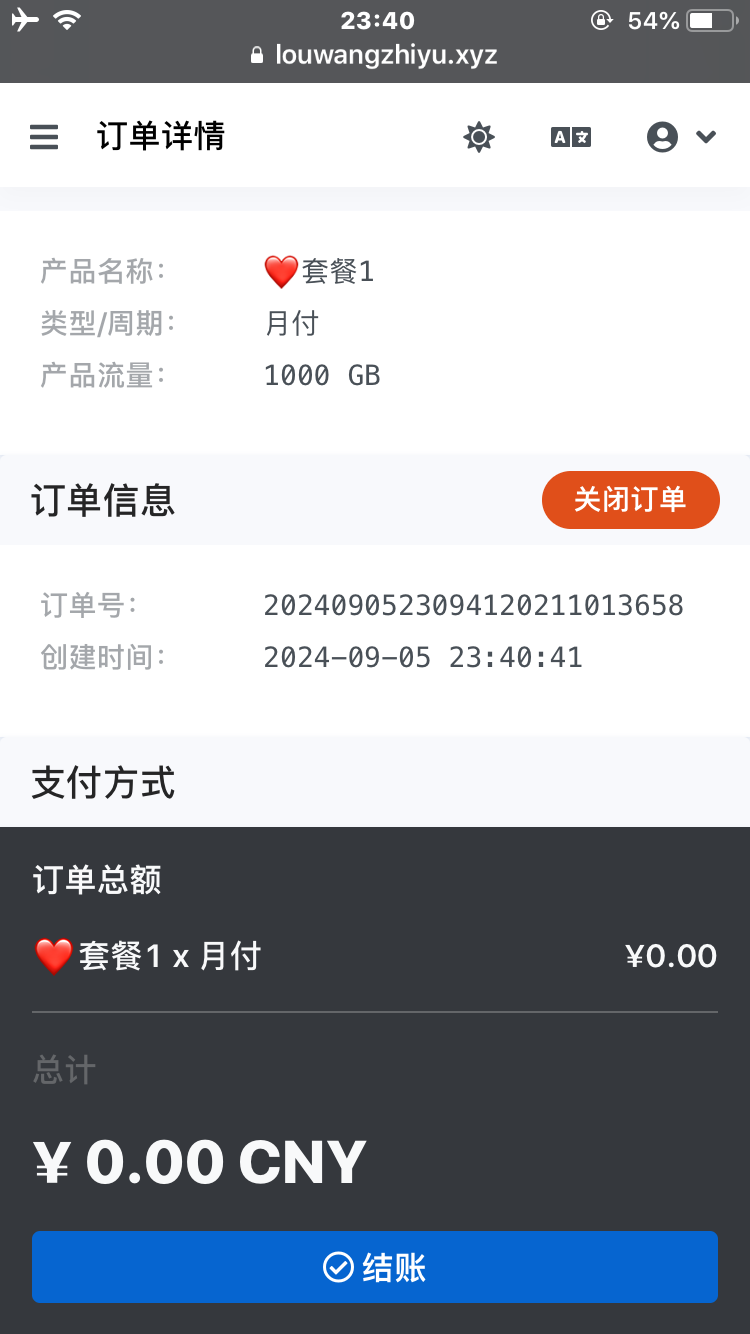 23:40
54%
louwangzhiyu.xyz
订单详情
A文
产品名称：
❤️套餐1
类型/周期：
月付
产品流量：
1000 GB
订单信息
关闭订单
订单号：
2024090523094120211013658
创建时间：
2024-09-05 23:40:41
支付方式
订单总额
❤️套餐1 x 月付
¥0.00
总计
¥ 0.00 CNY
结账